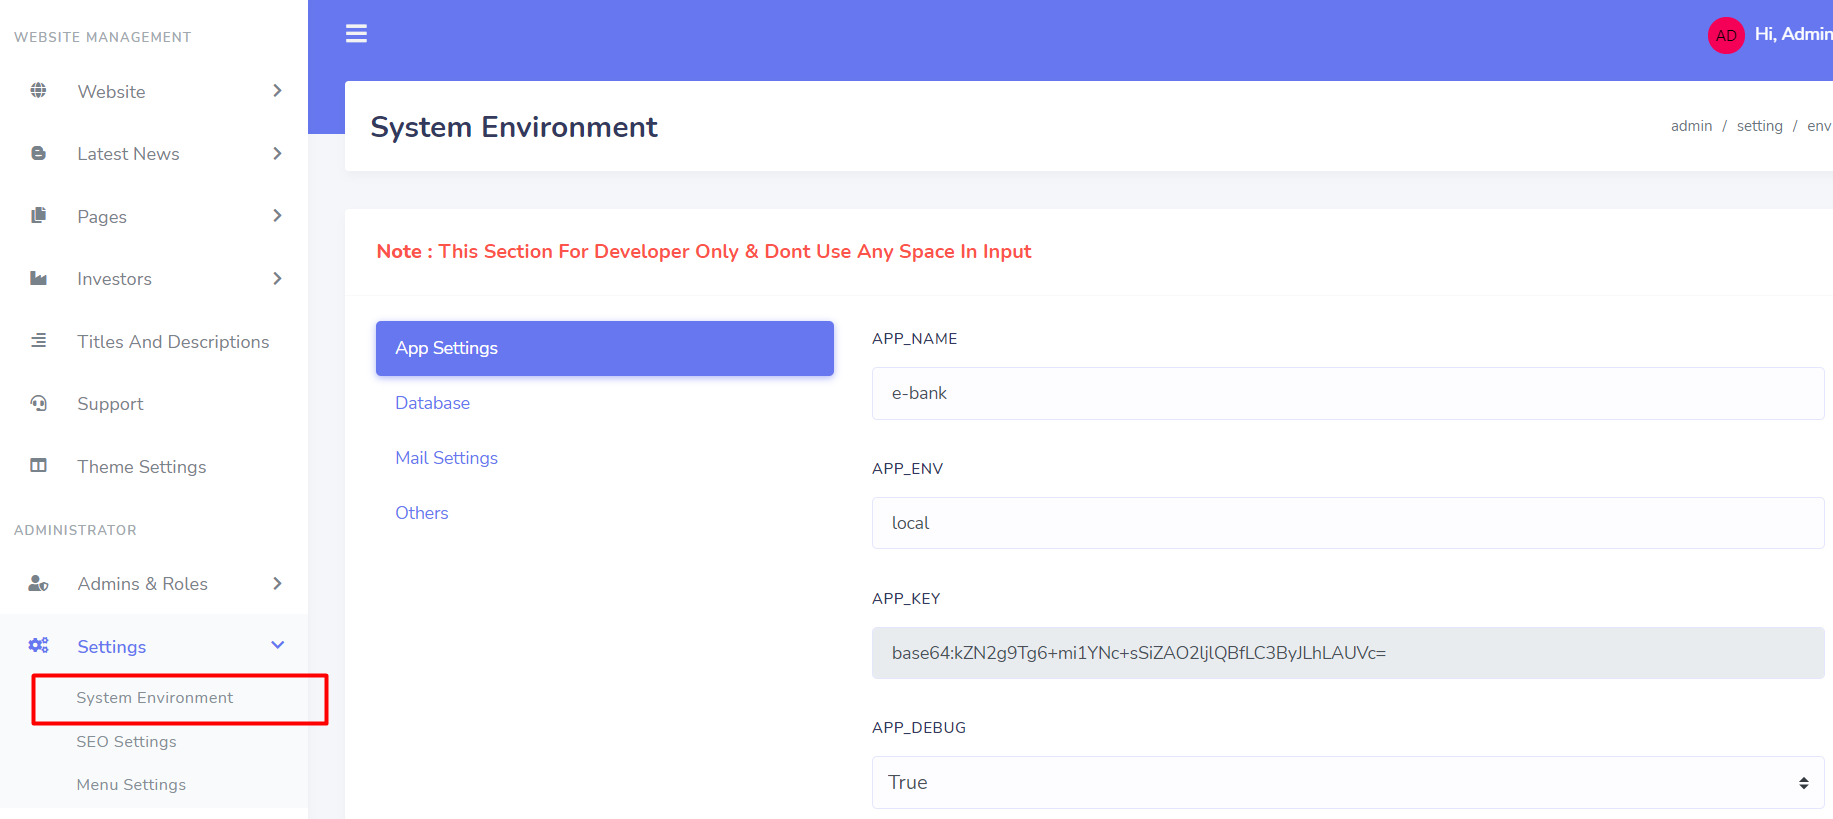 WEBSITE MANAGEMENT
Website
Latest News
Pages
Investors
Titles And Descriptions
Support
Theme Settings
ADMINISTRATOR
Admins & Roles
Settings
System Environment
SEO Settings
Menu Settings
AD Hi, Admin
System Environment
admin / setting / env
Note : This Section For Developer Only & Dont Use Any Space In Input
App Settings
Database
Mail Settings
Others
APP_NAME
e-bank
APP_ENV
local
APP_KEY
base64:kZN2g9Tg6+mi1YNc+sSiZAO2ljlQBfLC3ByJLhLAUVc=
APP_DEBUG
True